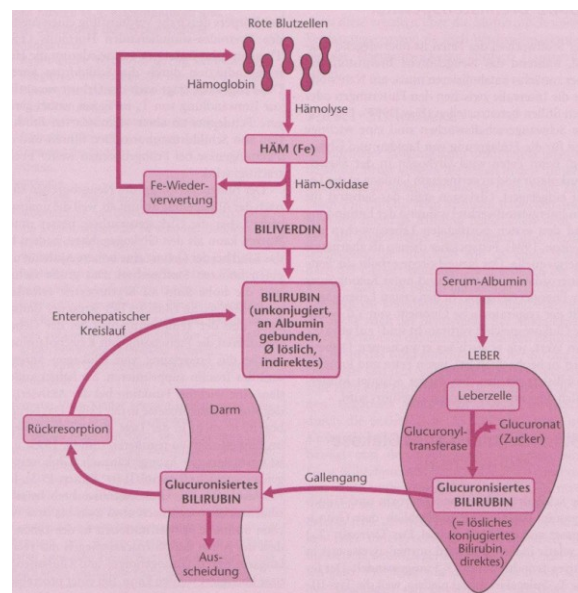 Rote Blutzellen
Hämoglobin
Hämolyse
HÄM (Fe)
Fe-Wieder-
verwertung
Häm-Oxidase
BILIVERDIN
BILIRUBIN
(unkonjugiert,
an Albumin
gebunden,
Ø löslich,
indirektes)
Enterohepatischer
Kreislauf
Serum-Albumin
LEBER
Leberzelle
Glucuronyl-
transferase
Glucuronat
(Zucker)
Glucuronisiertes
BILIRUBIN
(= lösliches
konjugiertes
Bilirubin,
direktes)
Gallengang
Darm
Rückresorption
Glucuronisiertes
BILIRUBIN
Aus-
scheidung